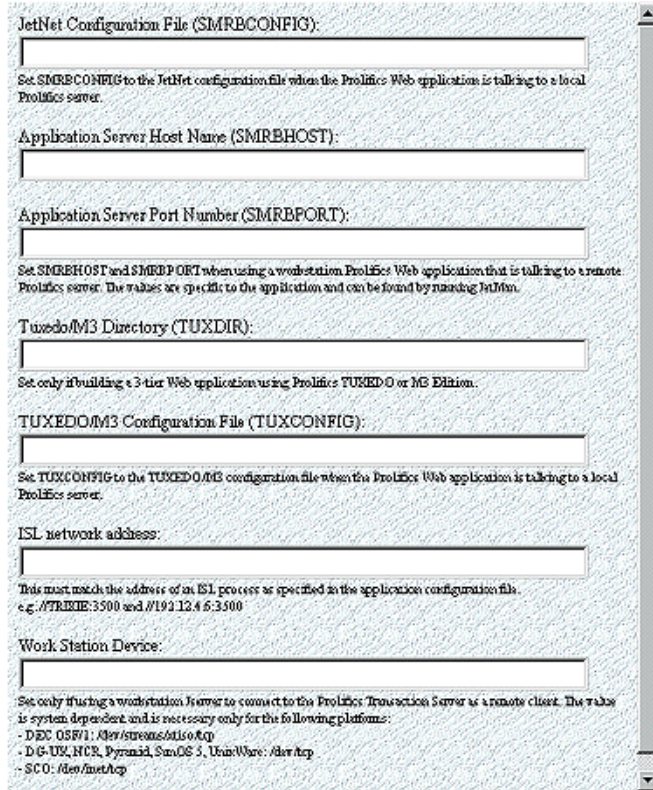 JetNet Configuration File (SMRBCONFIG):
Set SMRBCONFIG to the JetNet configuration file when the Prolifics Web application is talking to a local
Prolifics server.
Application Server Host Name (SMRBHOST):
Application Server Port Number (SMRBPORT):
Set SMRBHOST and SMRBPORT when using a workstation Prolifics Web application that is talking to a remote
Prolifics server. The values are specific to the application and can be found by running JetMan.
Tuxedo/M3 Directory (TUXDIR):
Set only if building a 3-tier Web application using Prolifics TUXEDO or M3 Edition.
TUXEDO/M3 Configuration File (TUXCONFIG):
Set TUXCONFIG to the TUXEDO/M3 configuration file when the Prolifics Web application is talking to a local
Prolifics server.
ISL network address:
This must match the address of an ISL process as specified in the application configuration file.
e.g. //TRIXIE:3500 and //192.12.4.6:3500
Work Station Device:
Set only if using a workstation Jserver to connect to the Prolifics Transaction Server as a remote client. The value
is system dependent and is necessary only for the following platforms:
- DEC OSF/1: /dev/streams/xtiso/tcp
- DG-UX, NCR, Pyramid, SunOS 5, UnixWare: /dev/tcp
- SCO: /dev/inet/tcp